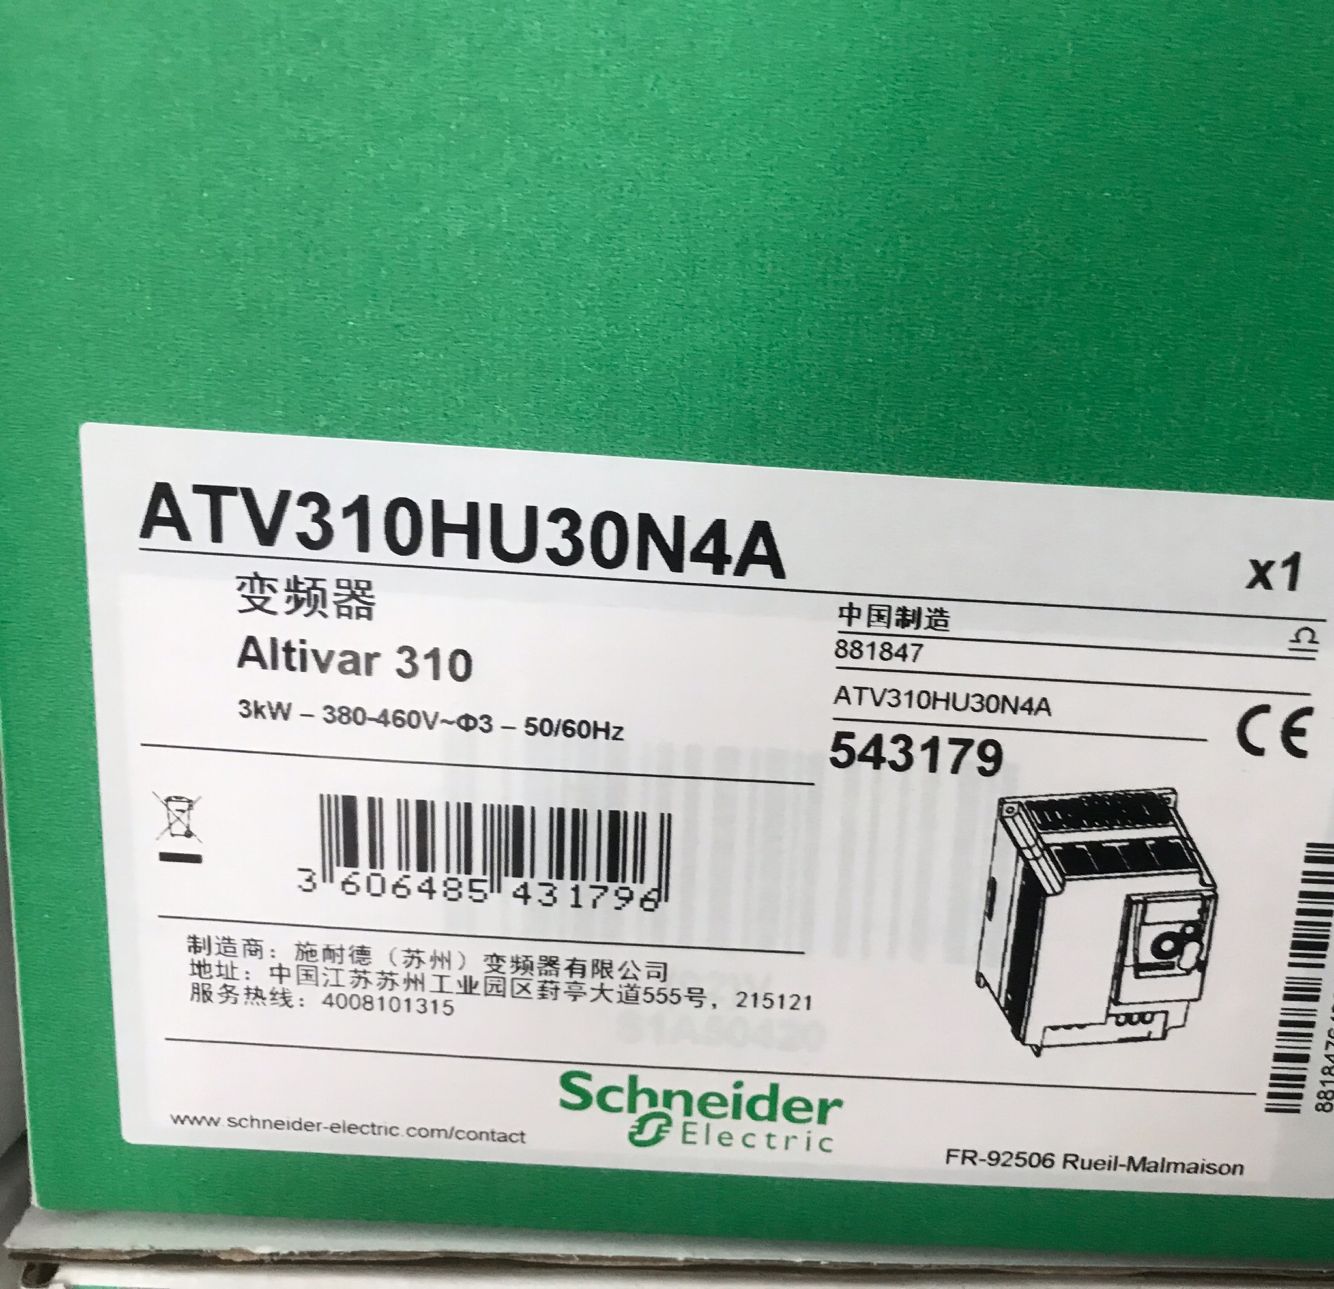 ATV310HU30N4A
x1
变频器
Altivar 310
3kW – 380-460V~Φ3 – 50/60Hz
中国制造
881847
ATV310HU30N4A
543179
CE
3 606485 431796
制造商：施耐德（苏州）变频器有限公司
地址：中国江苏苏州工业园区葑亭大道555号，215121
服务热线：4008101315
Schneider
Electric
www.schneider-electric.com/contact
FR-92506 Rueil-Malmaison